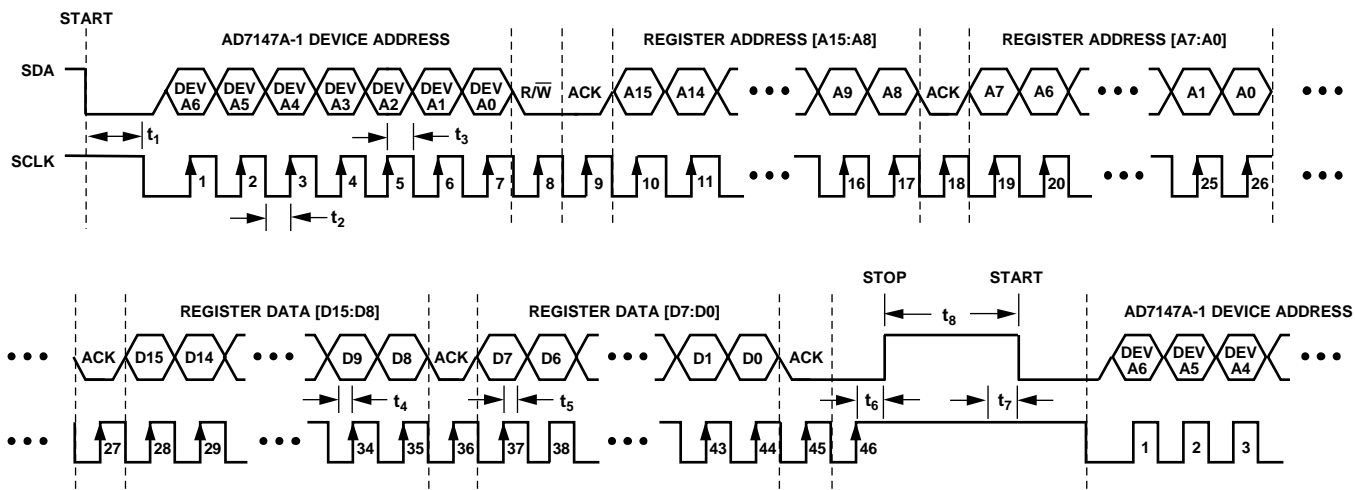 START
AD7147A-1 DEVICE ADDRESS REGISTER ADDRESS [A15:A8] REGISTER ADDRESS [A7:A0]
SDA DEV A6 DEV A5 DEV A4 DEV A3 DEV A2 DEV A1 DEV A0 R/W ACK A15 A14 A9 A8 ACK A7 A6 A1 A0
t1 t3
SCLK 1 2 3 4 5 6 7 8 9 10 11 16 17 18 19 20 25 26
t2
STOP START
REGISTER DATA [D15:D8] REGISTER DATA [D7:D0] t8 AD7147A-1 DEVICE ADDRESS
ACK D15 D14 D9 D8 ACK D7 D6 D1 D0 ACK DEV A6 DEV A5 DEV A4
t4 t5 t6 t7
27 28 29 34 35 36 37 38 43 44 45 46 1 2 3